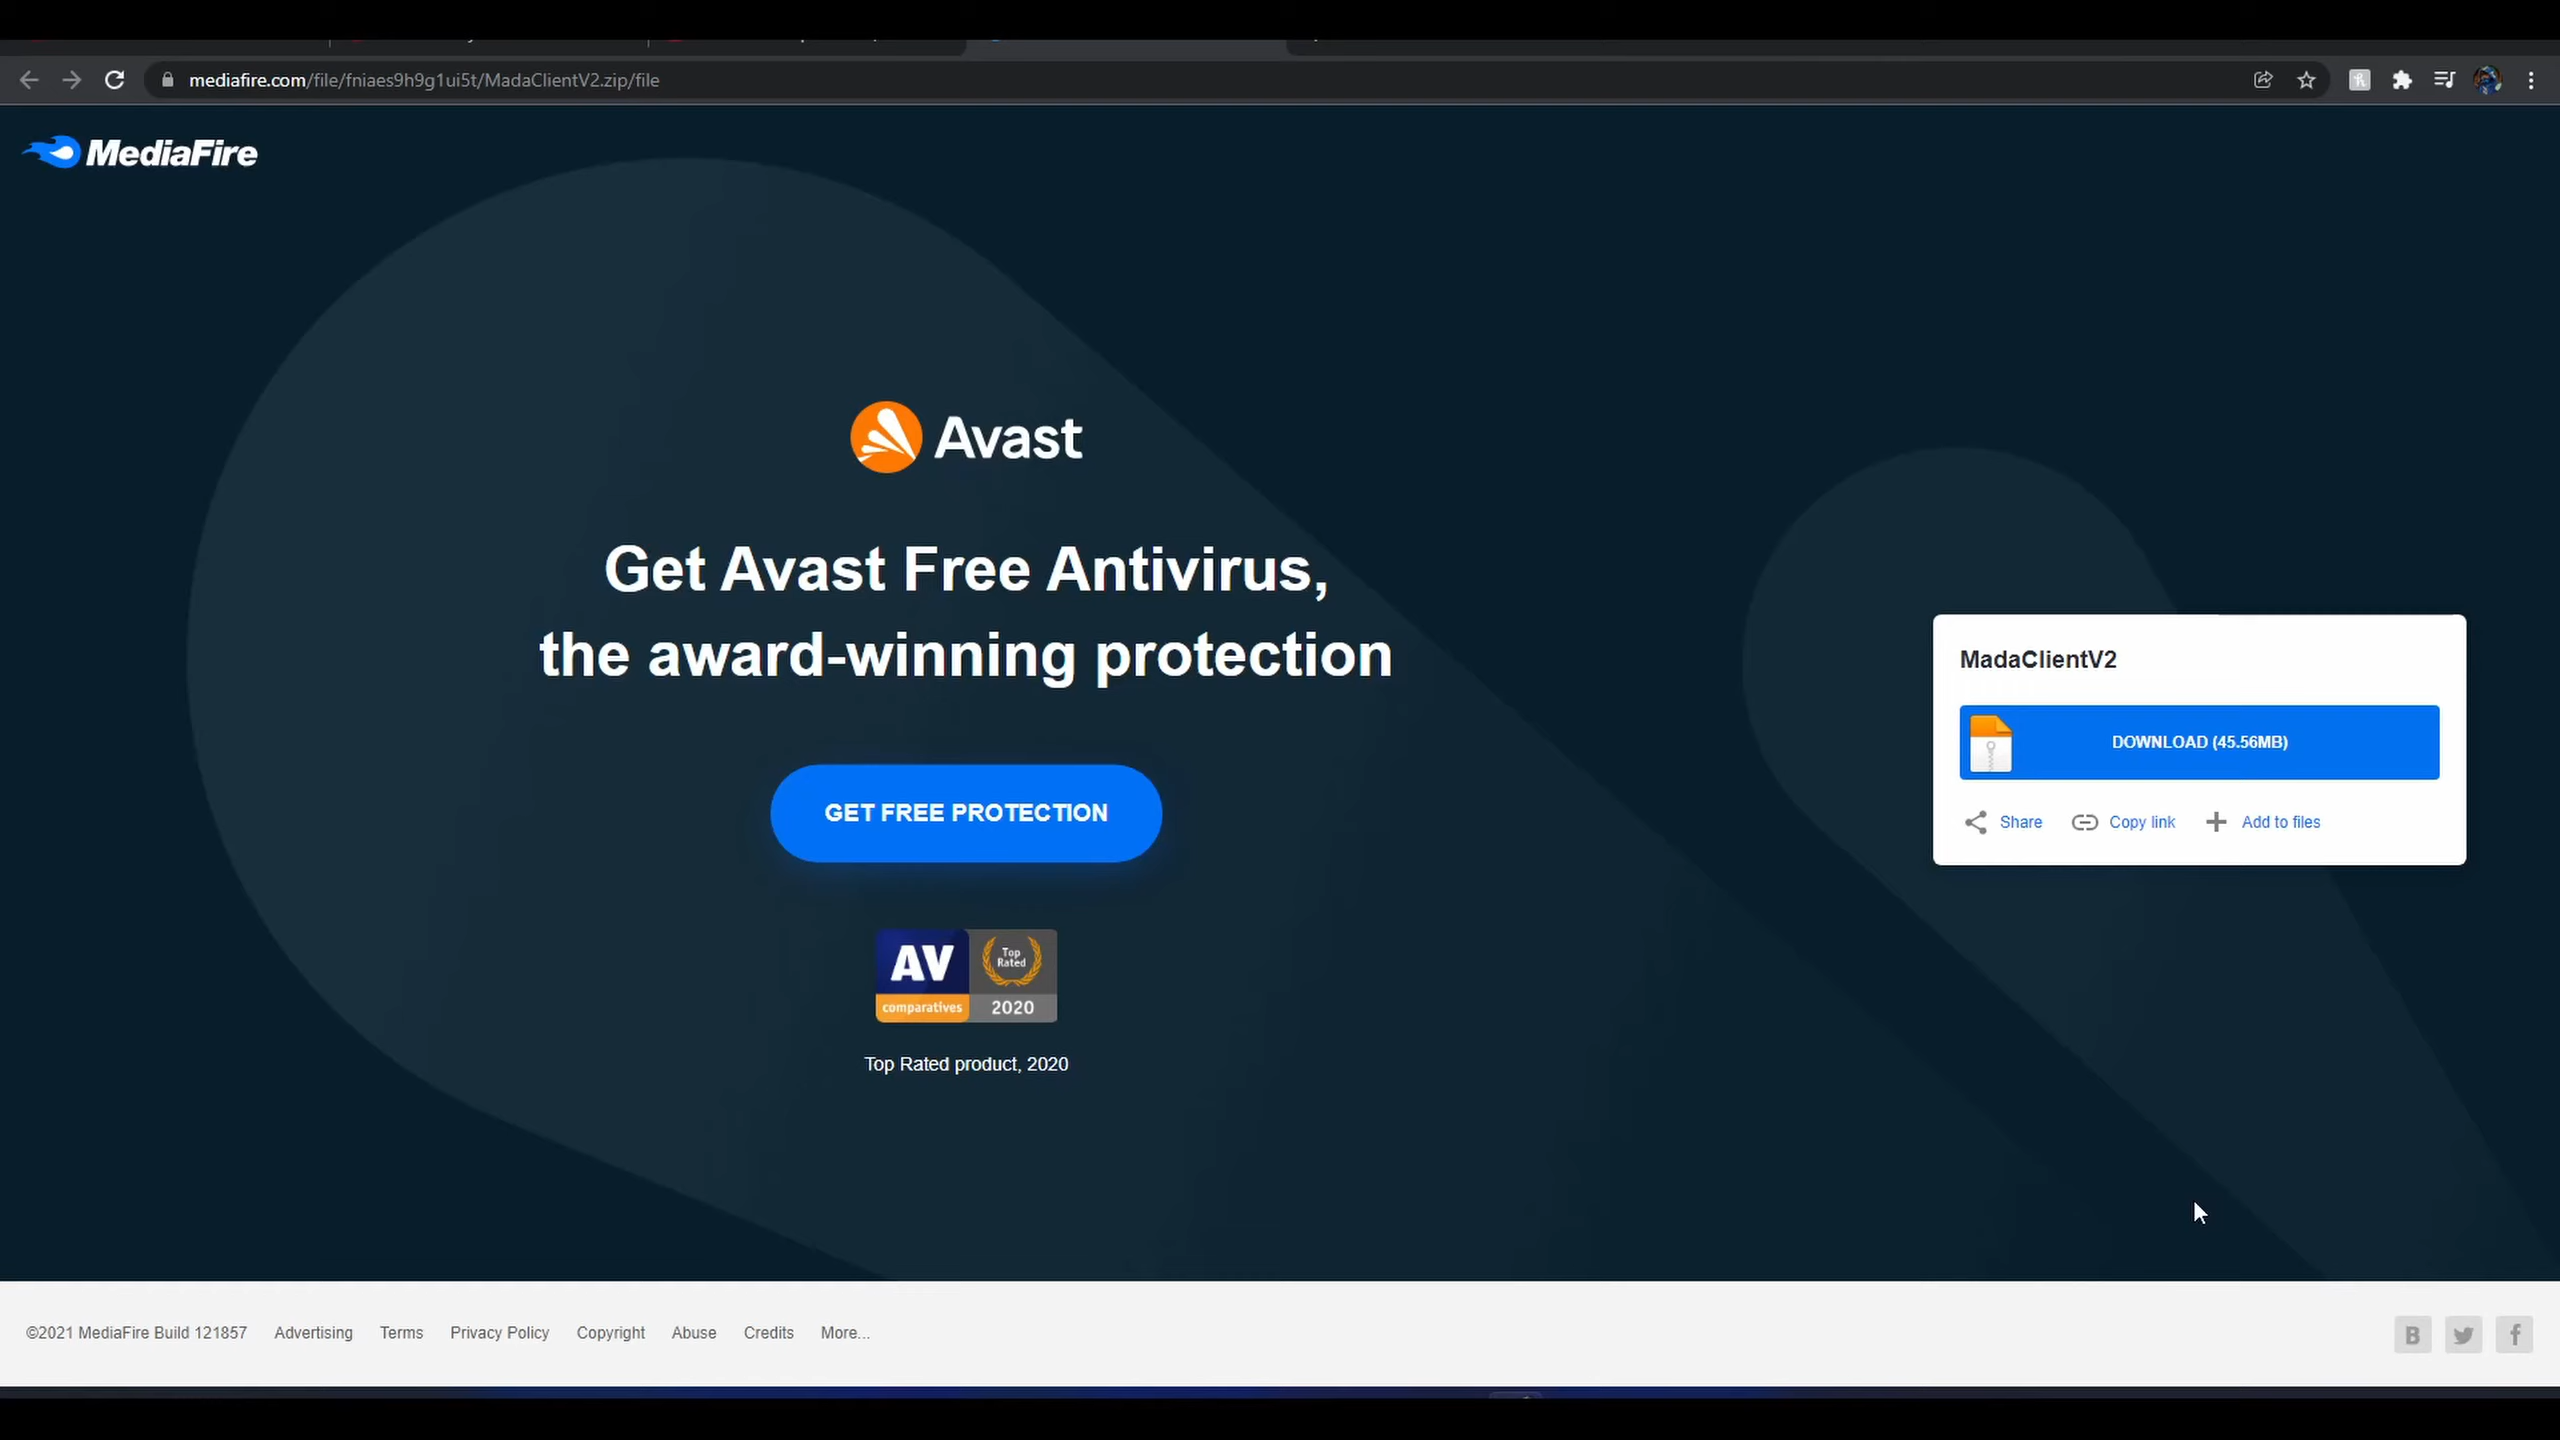 mediafire.com/file/fniaes9h9g1ui5t/MadaClientV2.zip/file
MediaFire
Avast
Get Avast Free Antivirus,
the award-winning protection
GET FREE PROTECTION
AV
comparatives
Top
Rated
2020
Top Rated product, 2020
MadaClientV2
DOWNLOAD (45.56MB)
Share
Copy link
Add to files
©2021 MediaFire Build 121857
Advertising
Terms
Privacy Policy
Copyright
Abuse
Credits
More...